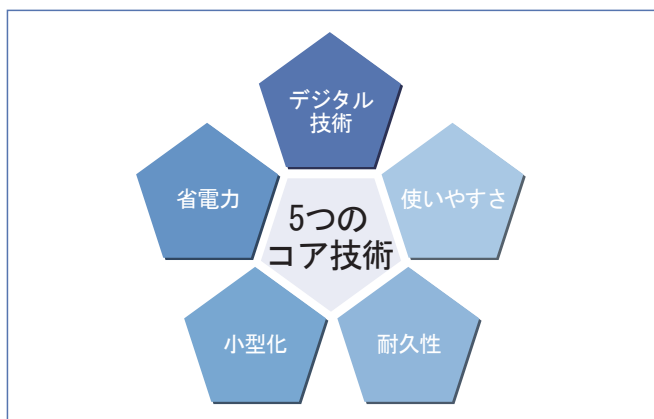 デジタル
技術
省電力
使いやすさ
5つの
コア技術
小型化
耐久性